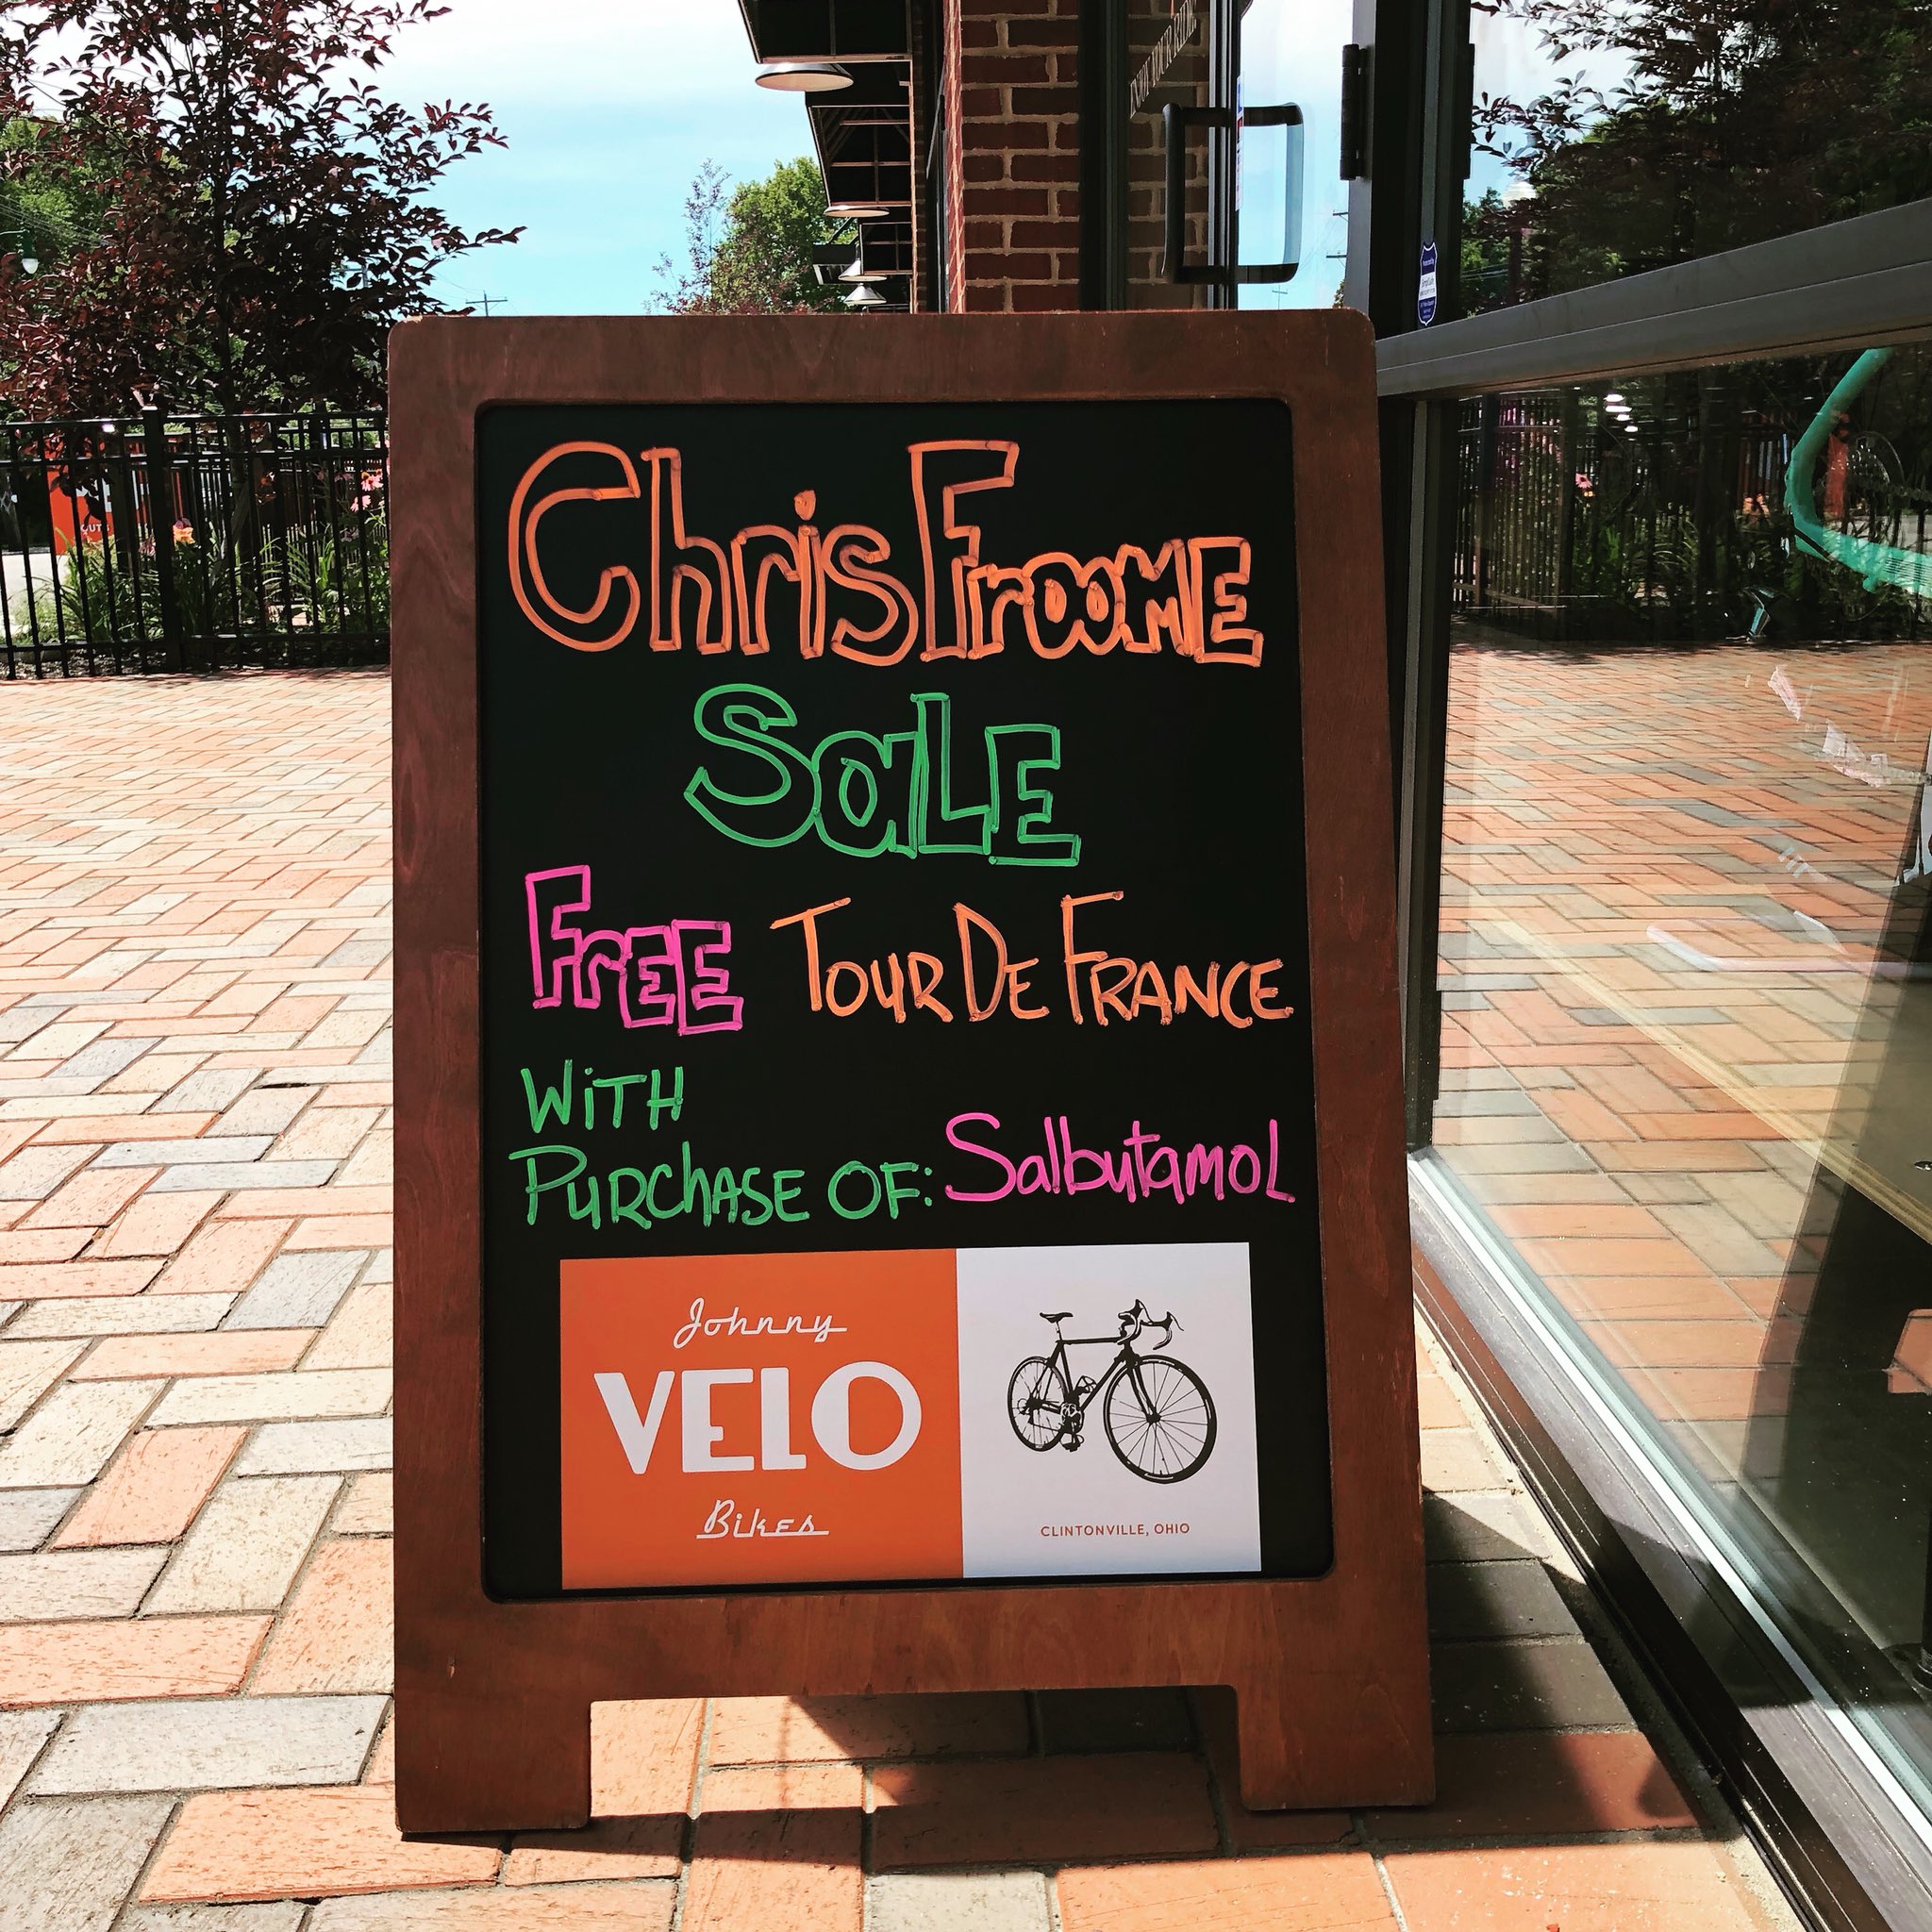 Chris FrooME
SaLE
FrEE TOUR DE FRANCE
WiTH
PURChASE OF: SalbutamoL
Johnny
VELO
Bikes
CLINTONVILLE, OHIO